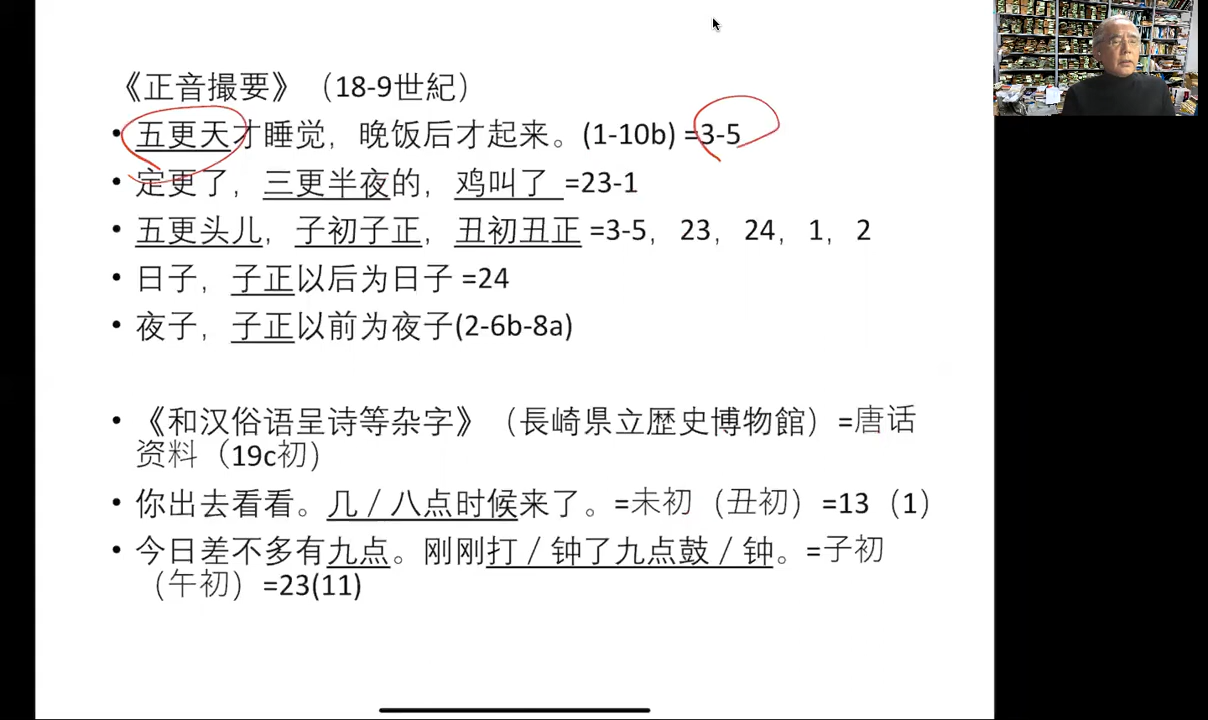 《正音撮要》（18-9世紀）
• 五更天才睡觉，晚饭后才起来。(1-10b) =3-5
• 定更了，三更半夜的，鸡叫了 =23-1
• 五更头儿，子初子正，丑初丑正 =3-5，23，24，1，2
• 日子，子正以后为日子 =24
• 夜子，子正以前为夜子(2-6b-8a)
• 《和汉俗语呈诗等杂字》（長崎県立歴史博物館）=唐话
资料（19c初）
• 你出去看看。几／八点时候来了。=未初（丑初）=13（1）
• 今日差不多有九点。刚刚打／钟了九点鼓／钟。=子初
（午初）=23(11)